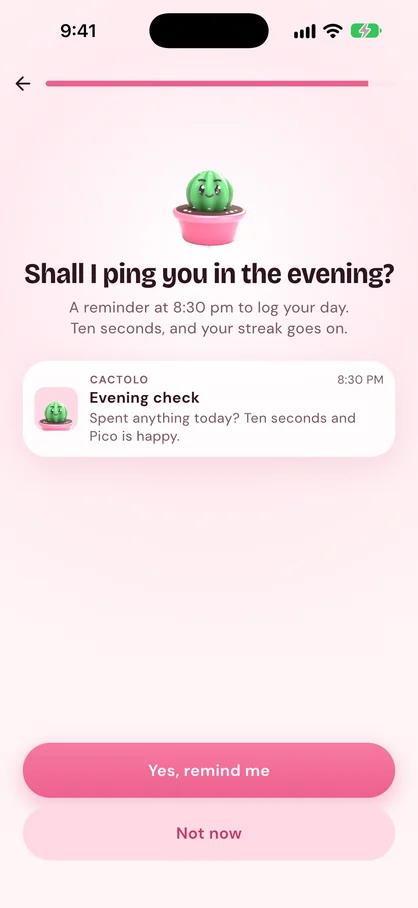 9:41
Shall I ping you in the evening?
A reminder at 8:30 pm to log your day.
Ten seconds, and your streak goes on.
CACTOLO 8:30 PM
Evening check
Spent anything today? Ten seconds and
Pico is happy.
Yes, remind me
Not now